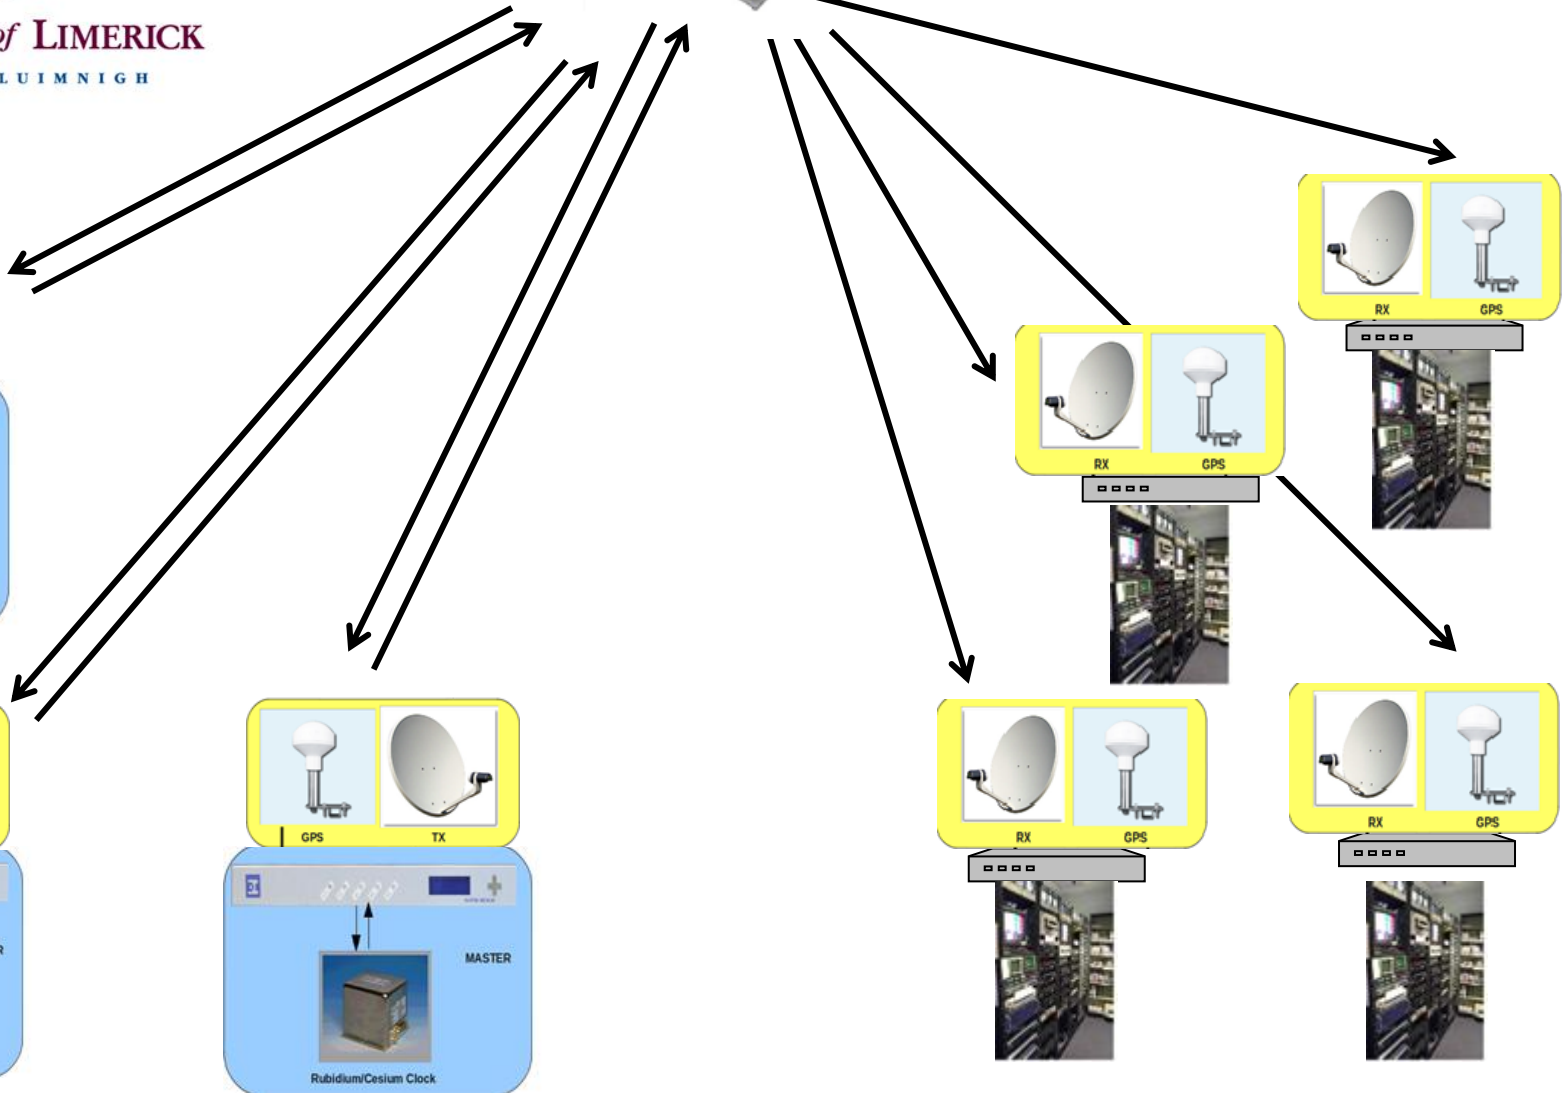 of LIMERICK
LUIMNIGH
RX GPS
RX GPS
GPS TX
RX GPS
RX GPS
R
MASTER
Rubidium/Cesium Clock